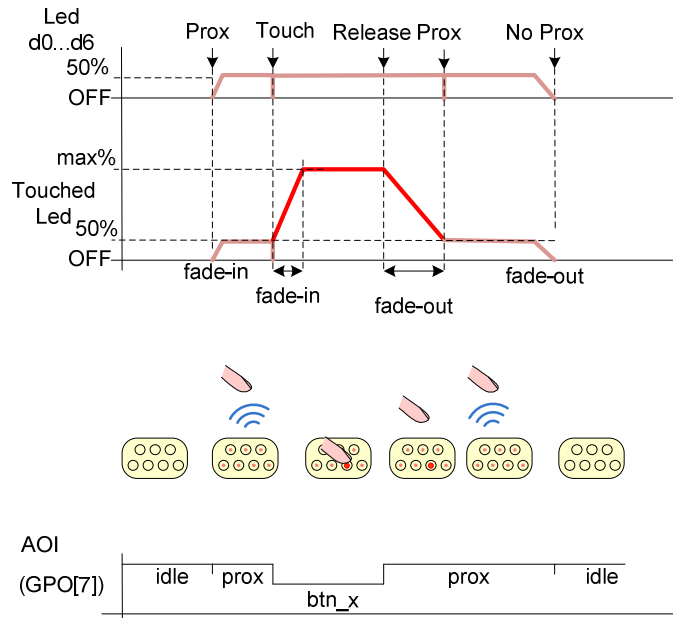 Led
d0...d6
Prox
Touch
Release
Prox
No Prox
50%
OFF
max%
Touched
Led
50%
OFF
fade-in
fade-in
fade-out
fade-out
AOI
(GPO[7])
idle
prox
btn_x
prox
idle